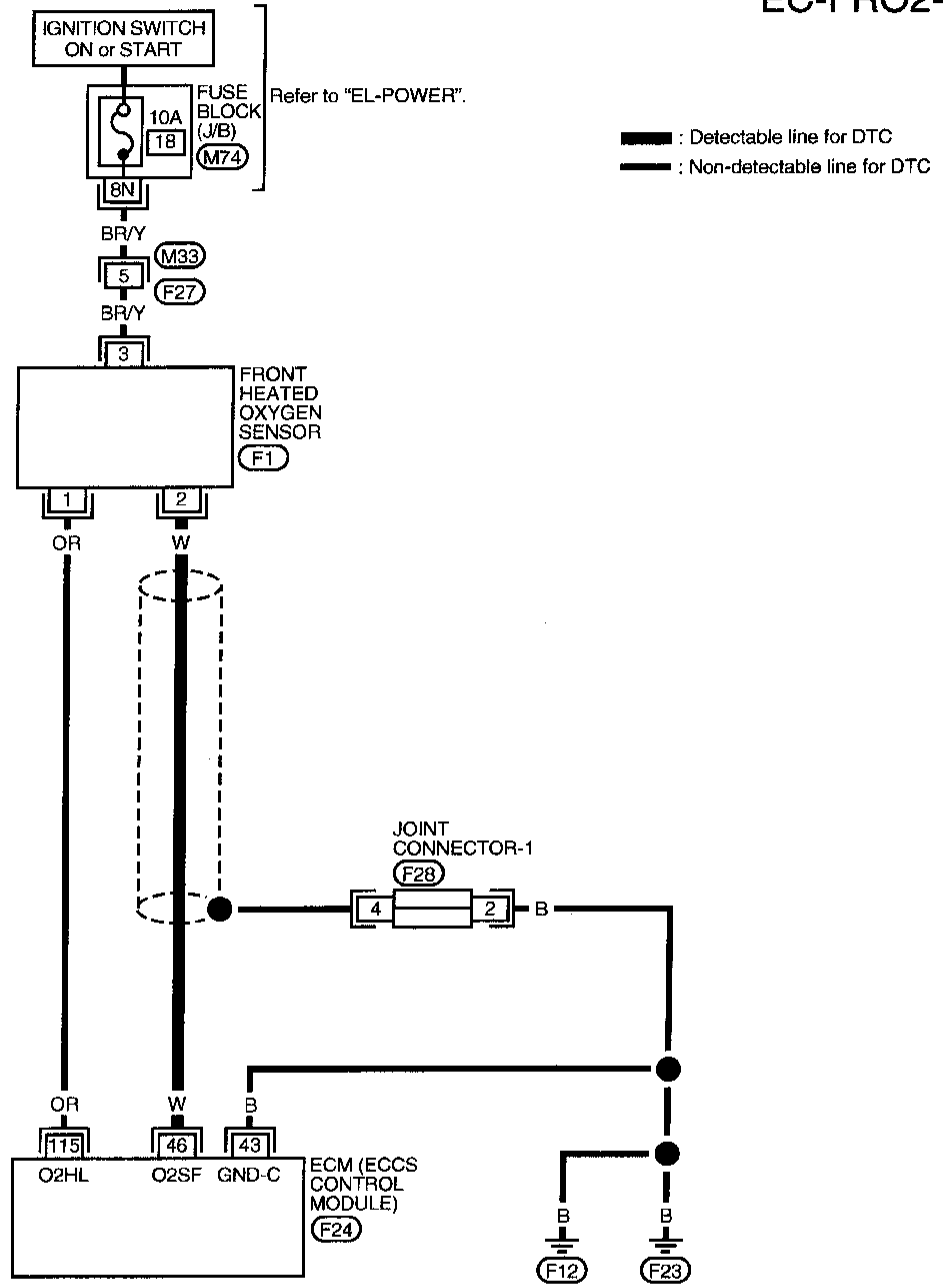 IGNITION SWITCH
ON or START
FUSE
BLOCK
(J/B)
M74
10A
18
Refer to "EL-POWER".
: Detectable line for DTC
: Non-detectable line for DTC
8N
BR/Y
M33
5
F27
BR/Y
3
FRONT
HEATED
OXYGEN
SENSOR
F1
1
2
OR
W
JOINT
CONNECTOR-1
F28
4
2
B
OR
W
B
115
46
43
O2HL
O2SF
GND-C
ECM (ECCS
CONTROL
MODULE)
F24
B
B
F12
F23